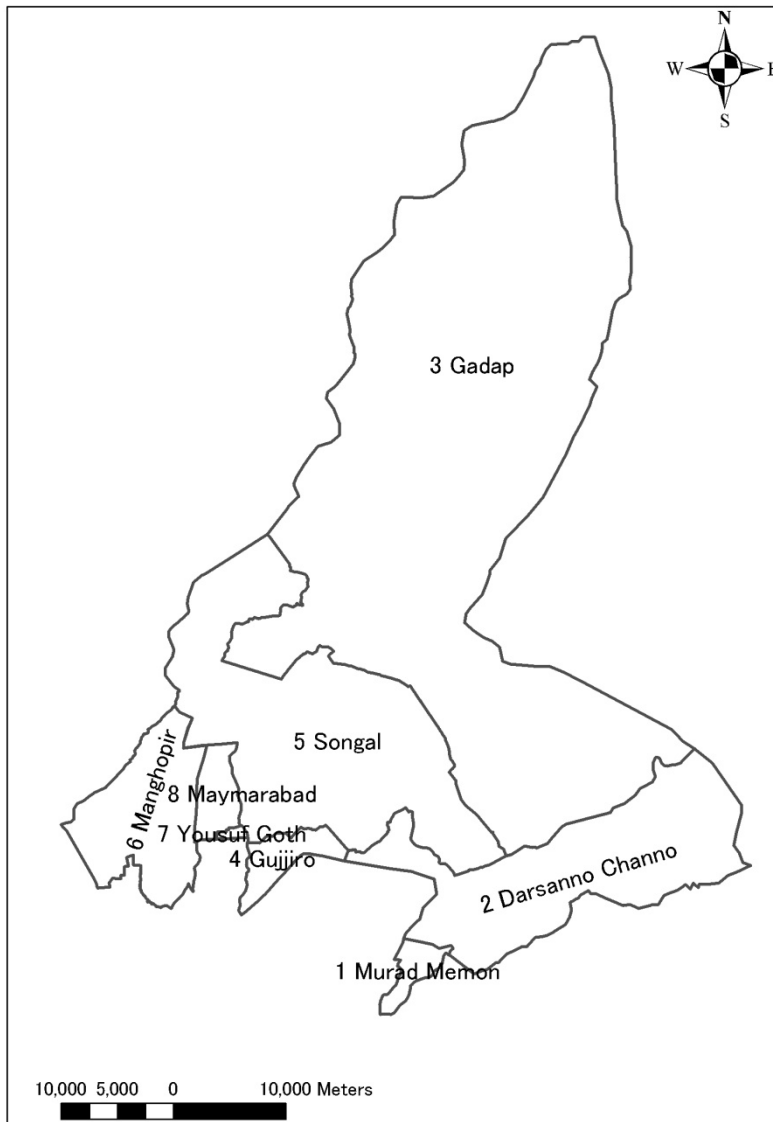 N
W E
S
3 Gadap
5 Songal
6 Manghopir
8 Maymarabad
7 Yousuf Goth
4 Gujjiro
2 Darsanno Channo
1 Murad Memon
10,000 5,000 0 10,000 Meters